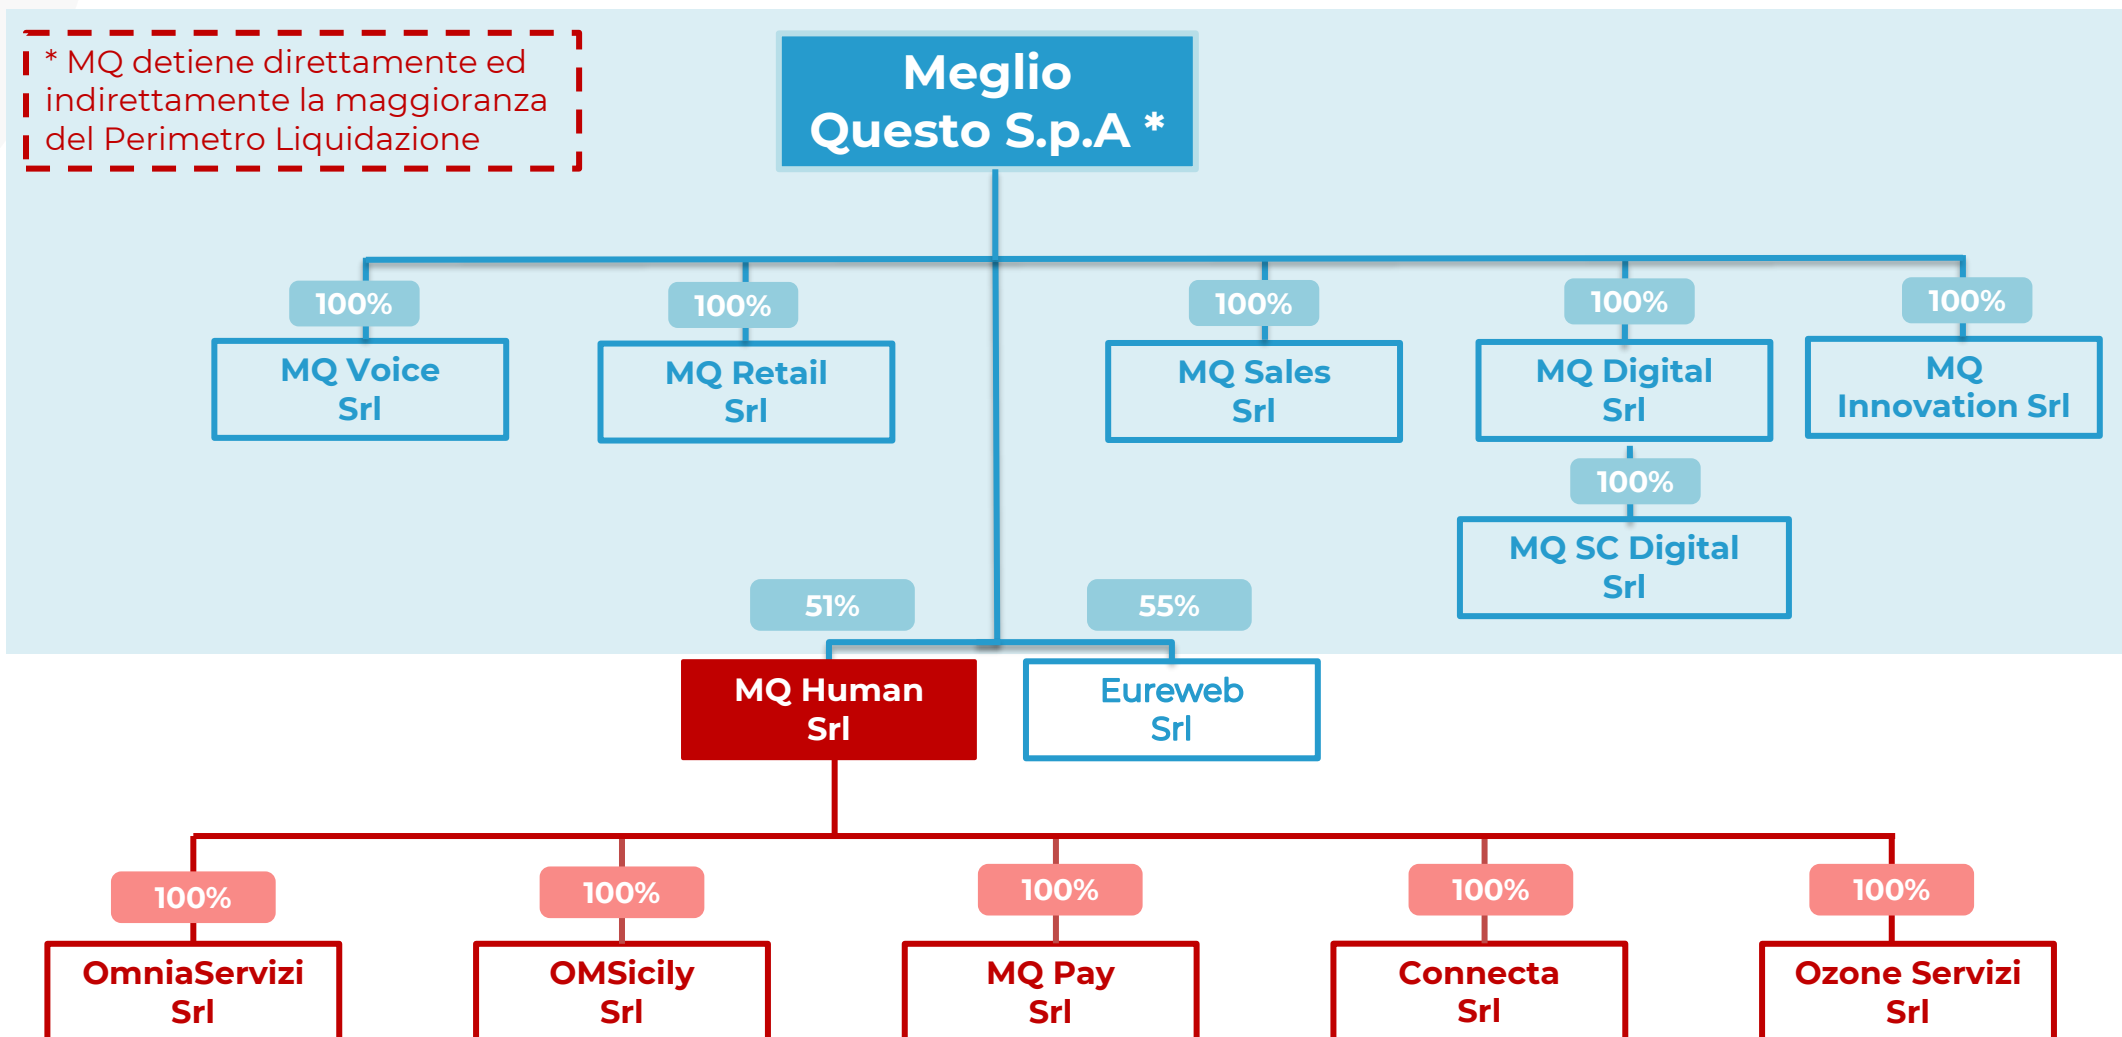 * MQ detiene direttamente ed
indirettamente la maggioranza
del Perimetro Liquidazione
Meglio
Questo S.p.A *
100%
100%
100%
100%
100%
MQ Voice
Srl
MQ Retail
Srl
MQ Sales
Srl
MQ Digital
Srl
MQ
Innovation Srl
100%
MQ SC Digital
Srl
51%
55%
MQ Human
Srl
Eureweb
Srl
100%
100%
100%
100%
100%
OmniaServizi
Srl
OMSicily
Srl
MQ Pay
Srl
Connecta
Srl
Ozone Servizi
Srl